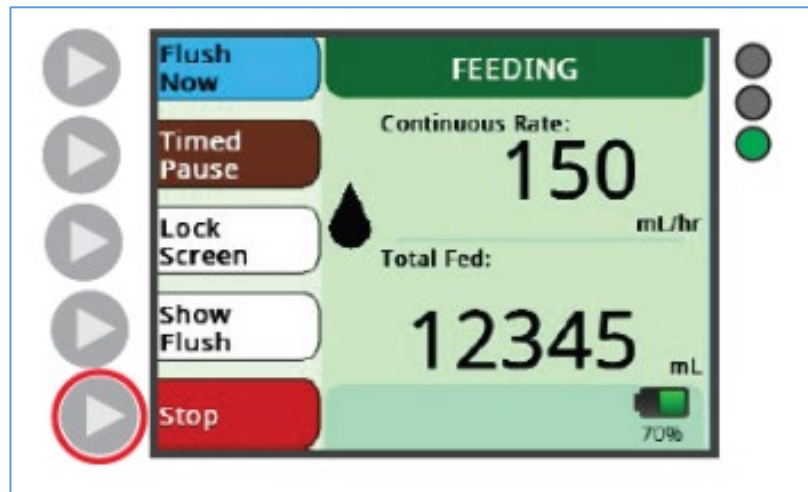 Flush
Now
FEEDING
Timed
Pause
Continuous Rate:
150
mL/hr
Lock
Screen
Total Fed:
Show
Flush
12345
mL
Stop
70%